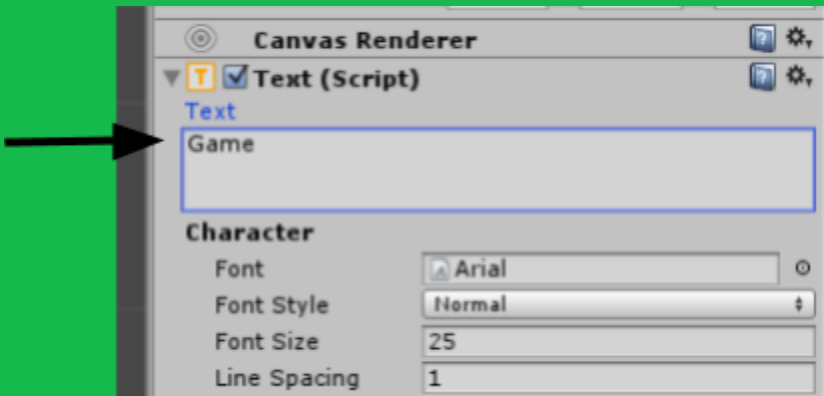 Canvas Renderer
T Text (Script)
Text
Game
Character
Font Arial
Font Style Normal
Font Size 25
Line Spacing 1